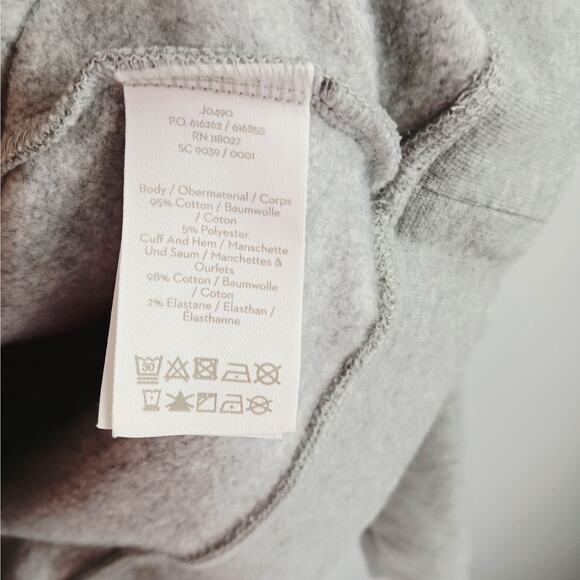 J0490
P.O. 616262 / 616855
RN 118027
SC 9039 / 0001
Body / Obermaterial / Corps
95% Cotton / Baumwolle
/ Coton
5% Polyester
Cuff And Hem / Manschette
Und Saum / Manchettes &
Ourlets
98% Cotton / Baumwolle
/ Coton
2% Elastane / Elasthan /
Élasthanne
30